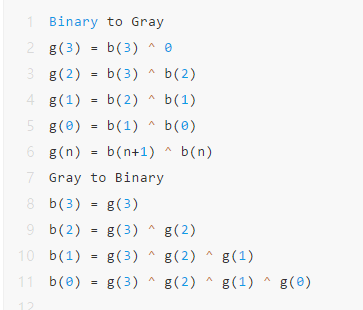 1 Binary to Gray
2 g(3) = b(3) ^ 0
3 g(2) = b(3) ^ b(2)
4 g(1) = b(2) ^ b(1)
5 g(0) = b(1) ^ b(0)
6 g(n) = b(n+1) ^ b(n)
7 Gray to Binary
8 b(3) = g(3)
9 b(2) = g(3) ^ g(2)
10 b(1) = g(3) ^ g(2) ^ g(1)
11 b(0) = g(3) ^ g(2) ^ g(1) ^ g(0)
12